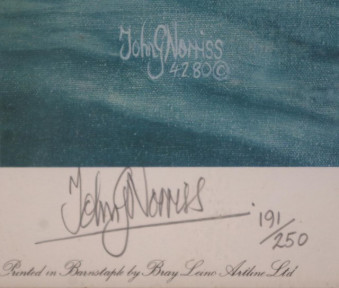 John G Norriss
4280©
John G Norriss
191/250
Printed in Barnstaple by Bray Leino Artline Ltd